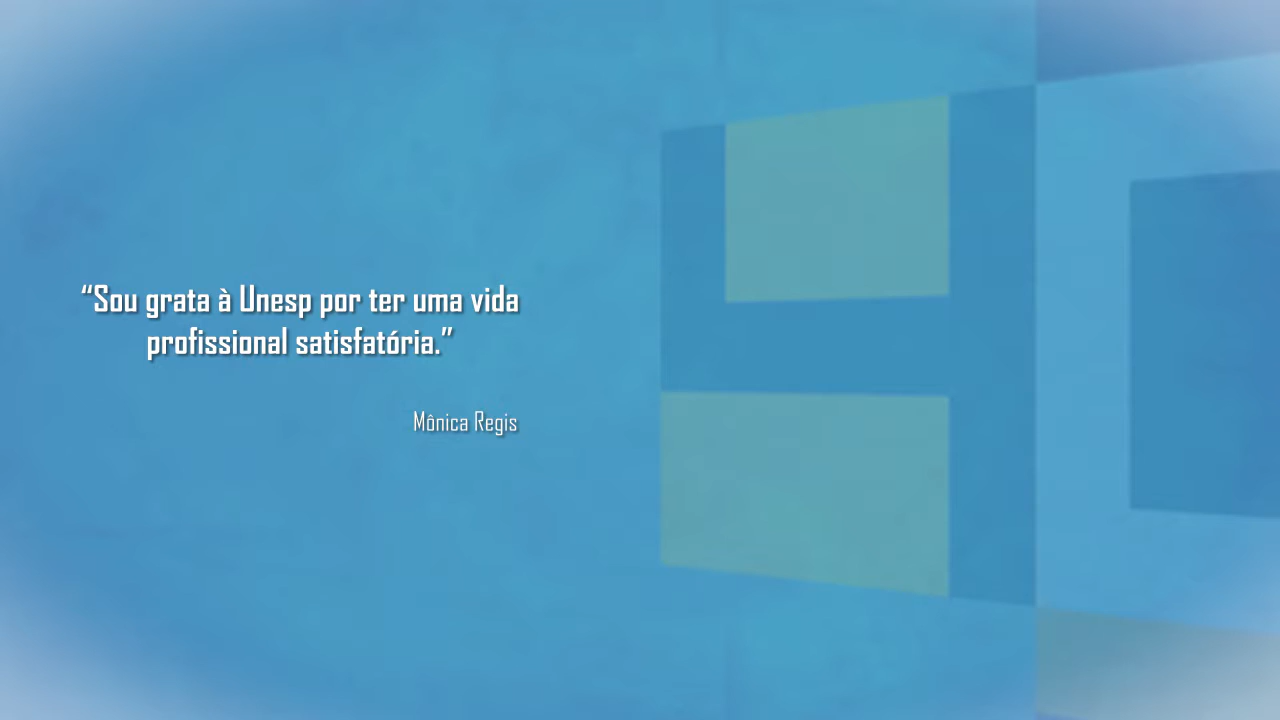 “Sou grata à Unesp por ter uma vida
profissional satisfatória.”
Mônica Regis